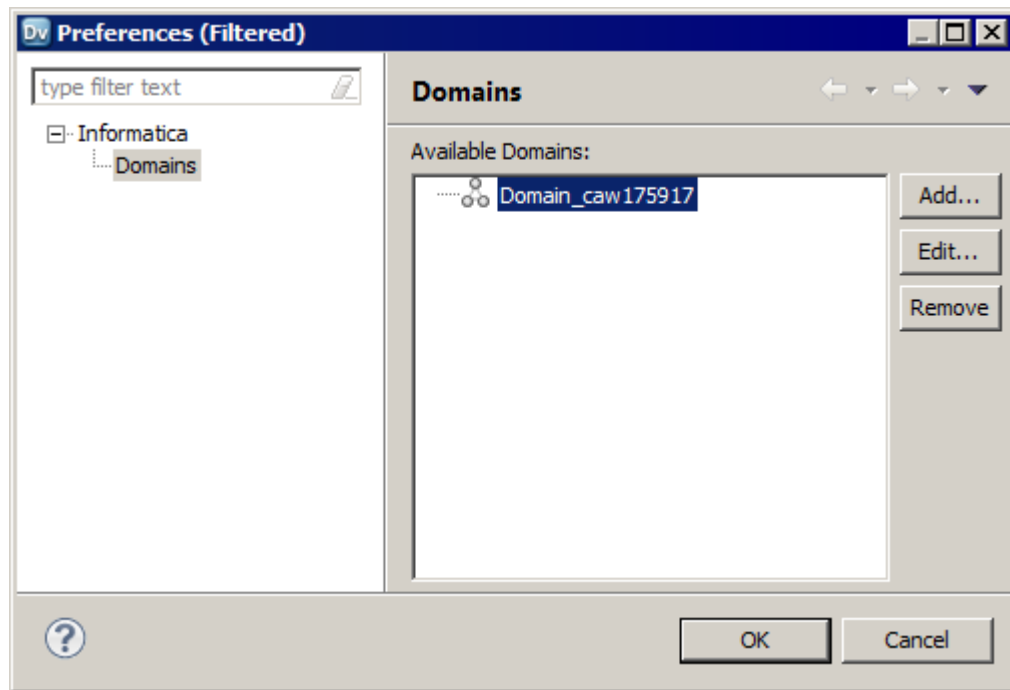 Dv Preferences (Filtered)
type filter text
Informatica
Domains
Domains
Available Domains:
Domain_caw175917
Add...
Edit...
Remove
?
OK
Cancel